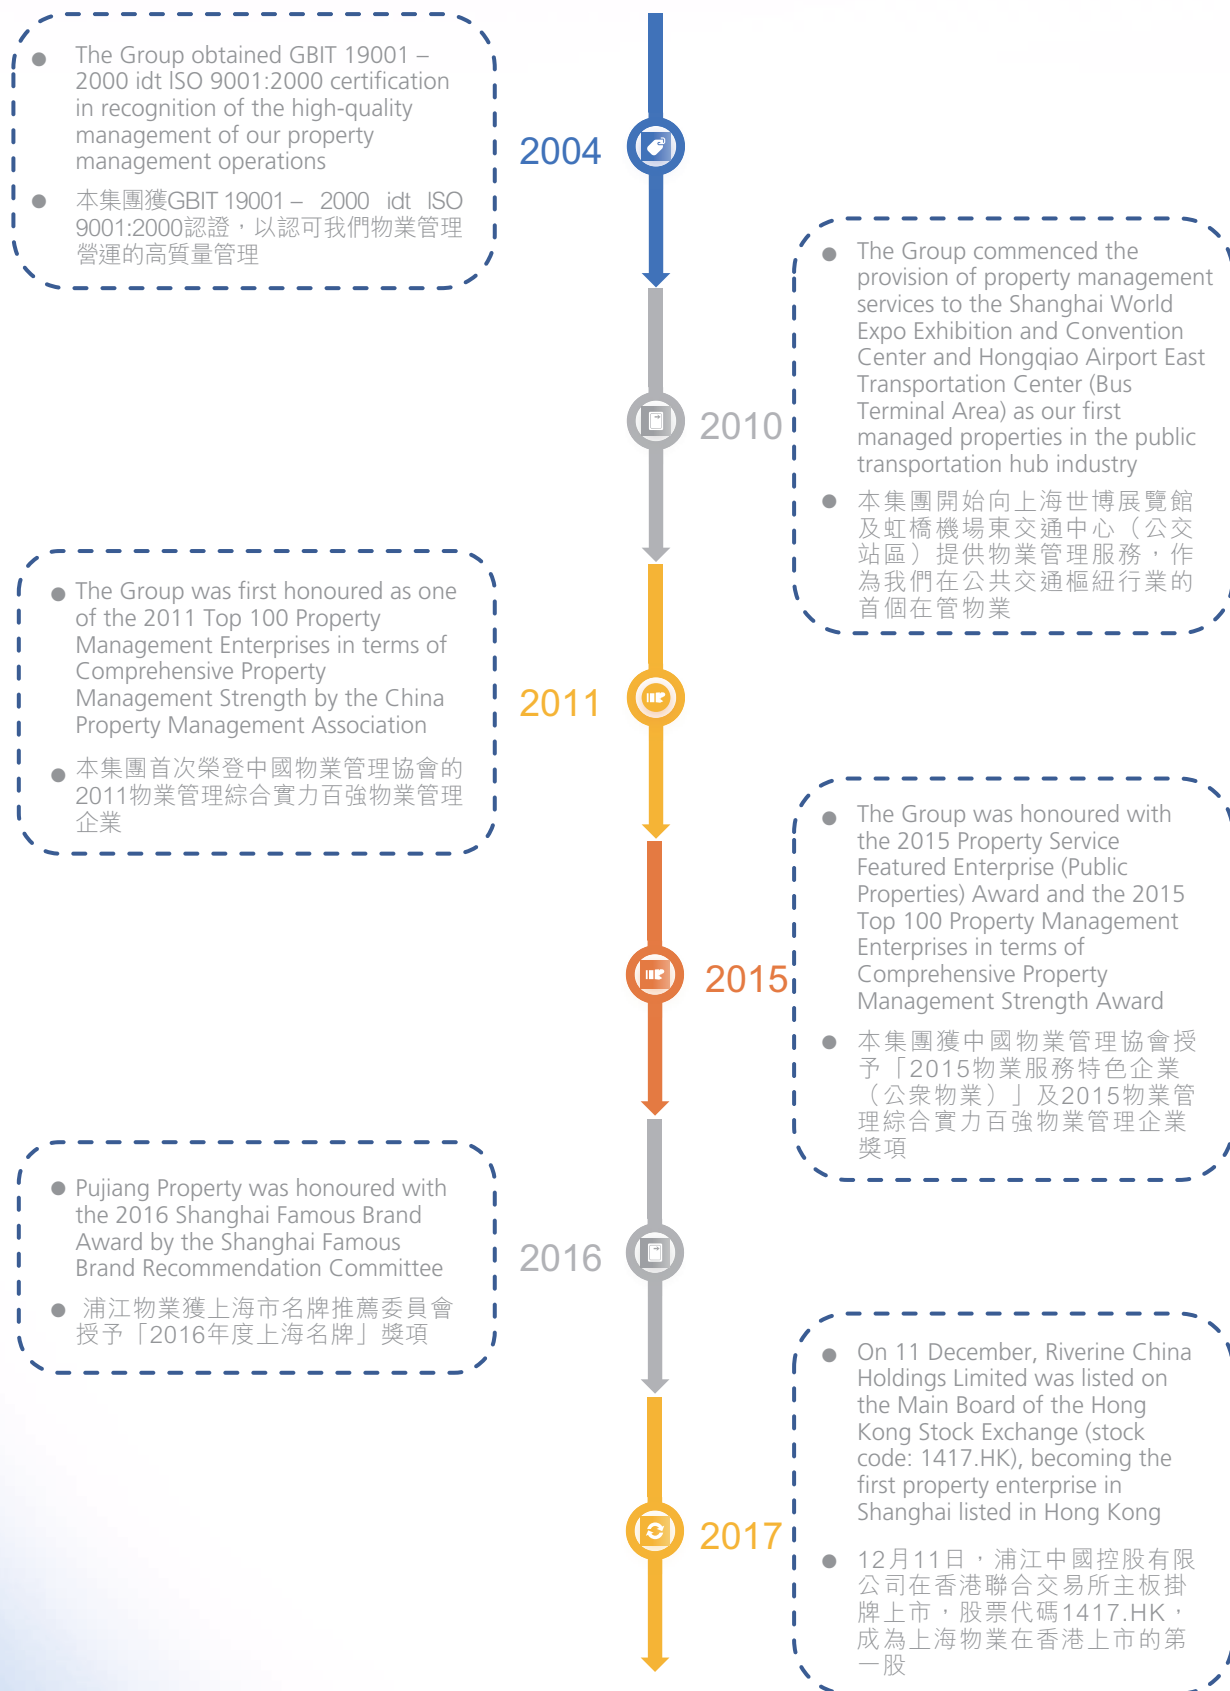 ● The Group obtained GBIT 19001 –
2000 idt ISO 9001:2000 certification
in recognition of the high-quality
management of our property
management operations
● 本集團獲GBIT 19001 – 2000 idt ISO
9001:2000認證，以認可我們物業管理
營運的高質量管理
2004
● The Group commenced the
provision of property management
services to the Shanghai World
Expo Exhibition and Convention
Center and Hongqiao Airport East
Transportation Center (Bus
Terminal Area) as our first
managed properties in the public
transportation hub industry
● 本集團開始向上海世博展覽館
及虹橋機場東交通中心（公交
站區）提供物業管理服務，作
為我們在公共交通樞紐行業的
首個在管物業
2010
● The Group was first honoured as one
of the 2011 Top 100 Property
Management Enterprises in terms of
Comprehensive Property
Management Strength by the China
Property Management Association
● 本集團首次榮登中國物業管理協會的
2011物業管理綜合實力百強物業管理
企業
2011
● The Group was honoured with
the 2015 Property Service
Featured Enterprise (Public
Properties) Award and the 2015
Top 100 Property Management
Enterprises in terms of
Comprehensive Property
Management Strength Award
● 本集團獲中國物業管理協會授
予「2015物業服務特色企業
（公衆物業）」及2015物業管
理綜合實力百強物業管理企業
獎項
2015
● Pujiang Property was honoured with
the 2016 Shanghai Famous Brand
Award by the Shanghai Famous
Brand Recommendation Committee
● 浦江物業獲上海市名牌推薦委員會
授予「2016年度上海名牌」獎項
2016
● On 11 December, Riverine China
Holdings Limited was listed on
the Main Board of the Hong
Kong Stock Exchange (stock
code: 1417.HK), becoming the
first property enterprise in
Shanghai listed in Hong Kong
● 12月11日，浦江中國控股有限
公司在香港聯合交易所主板掛
牌上市，股票代碼1417.HK，
成為上海物業在香港上市的第
一股
2017